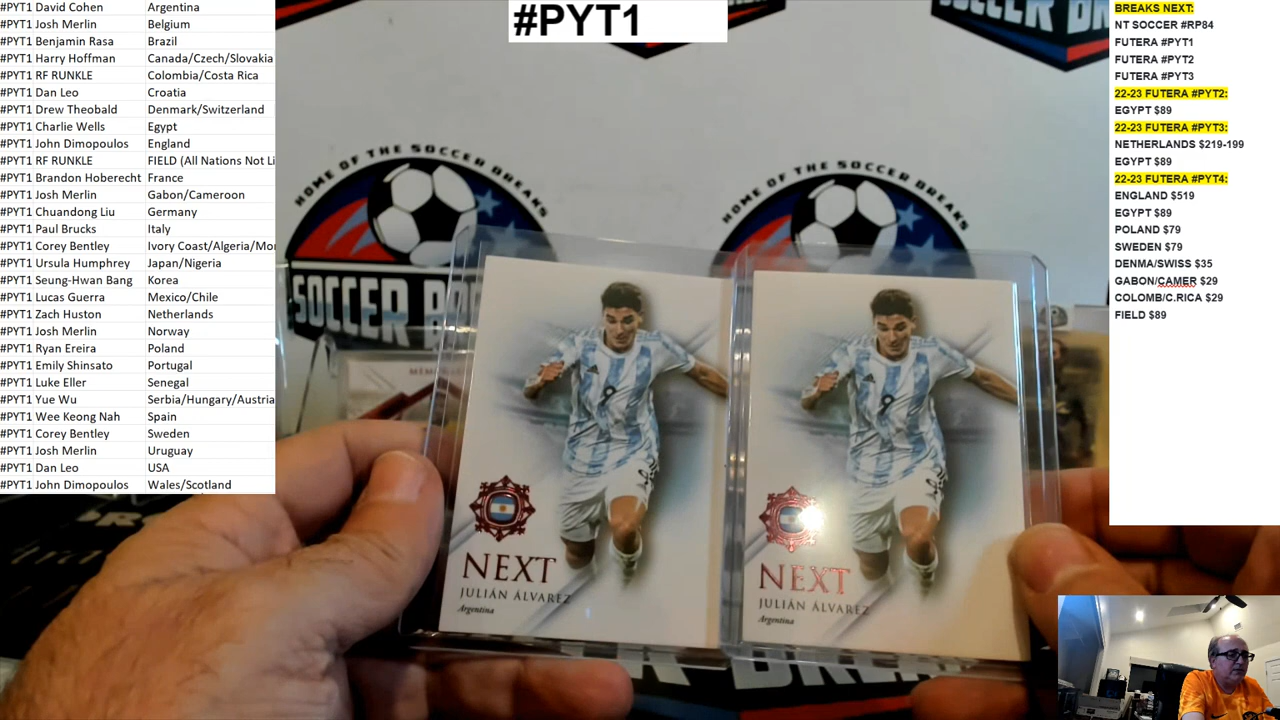 #PYT1 David Cohen Argentina
#PYT1 Josh Merlin Belgium
#PYT1 Benjamin Rasa Brazil
#PYT1 Harry Hoffman Canada/Czech/Slovakia
#PYT1 RF RUNKLE Colombia/Costa Rica
#PYT1 Dan Leo Croatia
#PYT1 Drew Theobald Denmark/Switzerland
#PYT1 Charlie Wells Egypt
#PYT1 John Dimopoulos England
#PYT1 RF RUNKLE FIELD (All Nations Not Li
#PYT1 Brandon Hoberecht France
#PYT1 Josh Merlin Gabon/Cameroon
#PYT1 Chuandong Liu Germany
#PYT1 Paul Brucks Italy
#PYT1 Corey Bentley Ivory Coast/Algeria/Mor
#PYT1 Ursula Humphrey Japan/Nigeria
#PYT1 Seung-Hwan Bang Korea
#PYT1 Lucas Guerra Mexico/Chile
#PYT1 Zach Huston Netherlands
#PYT1 Josh Merlin Norway
#PYT1 Ryan Ereira Poland
#PYT1 Emily Shinsato Portugal
#PYT1 Luke Eller Senegal
#PYT1 Yue Wu Serbia/Hungary/Austria
#PYT1 Wee Keong Nah Spain
#PYT1 Corey Bentley Sweden
#PYT1 Josh Merlin Uruguay
#PYT1 Dan Leo USA
#PYT1 John Dimopoulos Wales/Scotland
#PYT1
SOCCER BREAKS
HOME OF THE SOCCER BREAKS
SOCCER BR
HOME OF THE SOCCER BREAKS
9
NEXT
JULIÁN ÁLVAREZ
Argentina
9
NEXT
JULIÁN ÁLVAREZ
Argentina
BREAKS NEXT:
NT SOCCER #RP84
FUTERA #PYT1
FUTERA #PYT2
FUTERA #PYT3
22-23 FUTERA #PYT2:
EGYPT $89
22-23 FUTERA #PYT3:
NETHERLANDS $219-199
EGYPT $89
22-23 FUTERA #PYT4:
ENGLAND $519
EGYPT $89
POLAND $79
SWEDEN $79
DENMA/SWISS $35
GABON/CAMER $29
COLOMB/C.RICA $29
FIELD $89